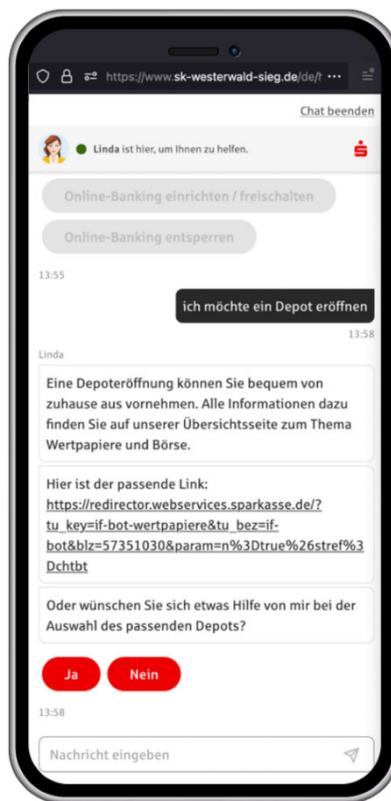 https://www.sk-westerwald-sieg.de/de/h ...
Chat beenden
Linda ist hier, um Ihnen zu helfen.
Online-Banking einrichten / freischalten
Online-Banking entsperren
13:55
ich möchte ein Depot eröffnen
13:58
Linda
Eine Depoteröffnung können Sie bequem von
zuhause aus vornehmen. Alle Informationen dazu
finden Sie auf unserer Übersichtsseite zum Thema
Wertpapiere und Börse.
Hier ist der passende Link:
https://redirector.webservices.sparkasse.de/?
tu_key=if-bot-wertpapiere&tu_bez=if-
bot&blz=57351030&param=n%3Dtrue%26stref%3
Dchtbt
Oder wünschen Sie sich etwas Hilfe von mir bei der
Auswahl des passenden Depots?
Ja Nein
13:58
Nachricht eingeben